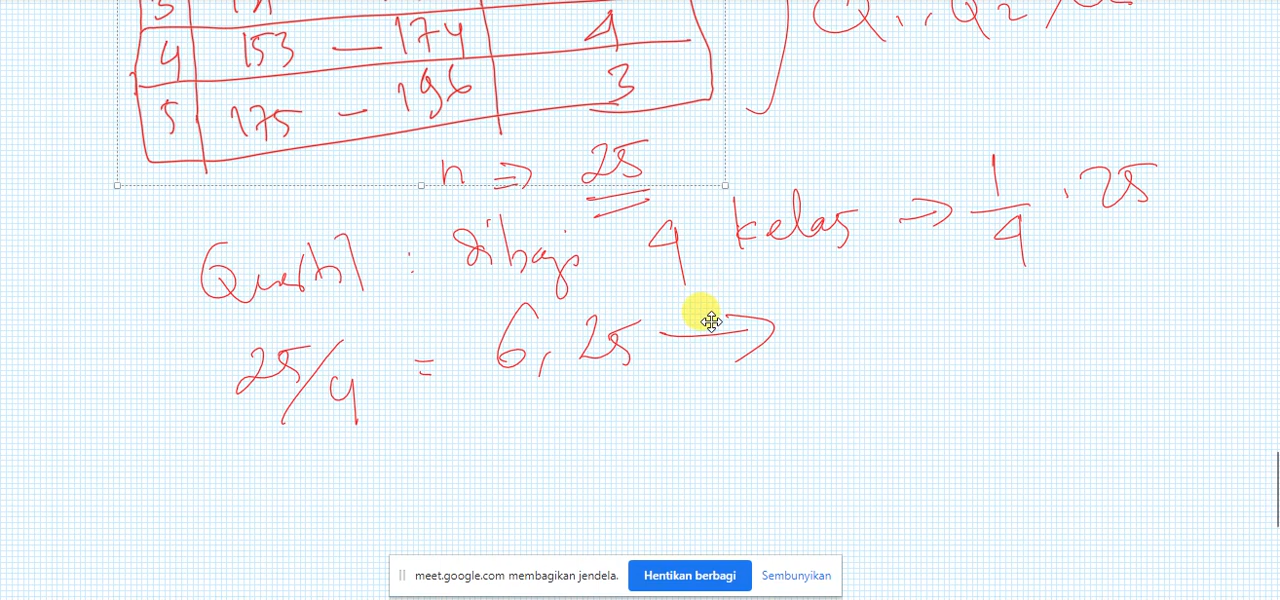 3
4 153 — 174 4
5 175 - 196 3
n => 25
Quartil : dibagi 4 kelas → 1/4 . 25
25/4 = 6,25 →
meet.google.com membagikan jendela. Hentikan berbagi Sembunyikan